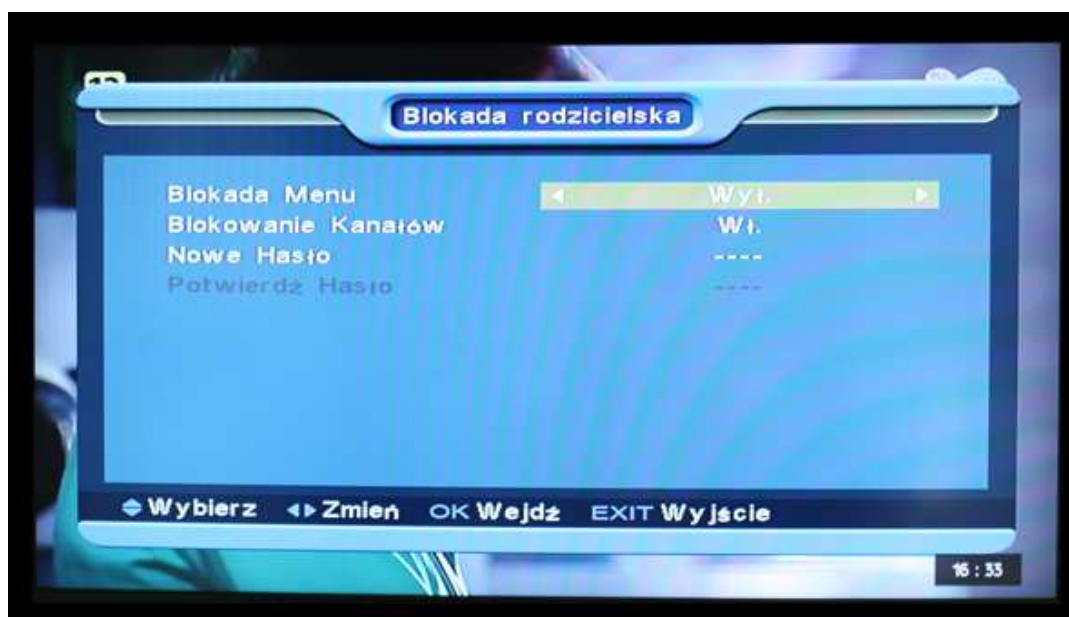 Blokada rodzicielska
Blokada Menu Wył.
Blokowanie Kanałów Wł.
Nowe Hasło ----
Potwierdź Hasło ----
Wybierz Zmień OK Wejdź EXIT Wyjście
16 : 33